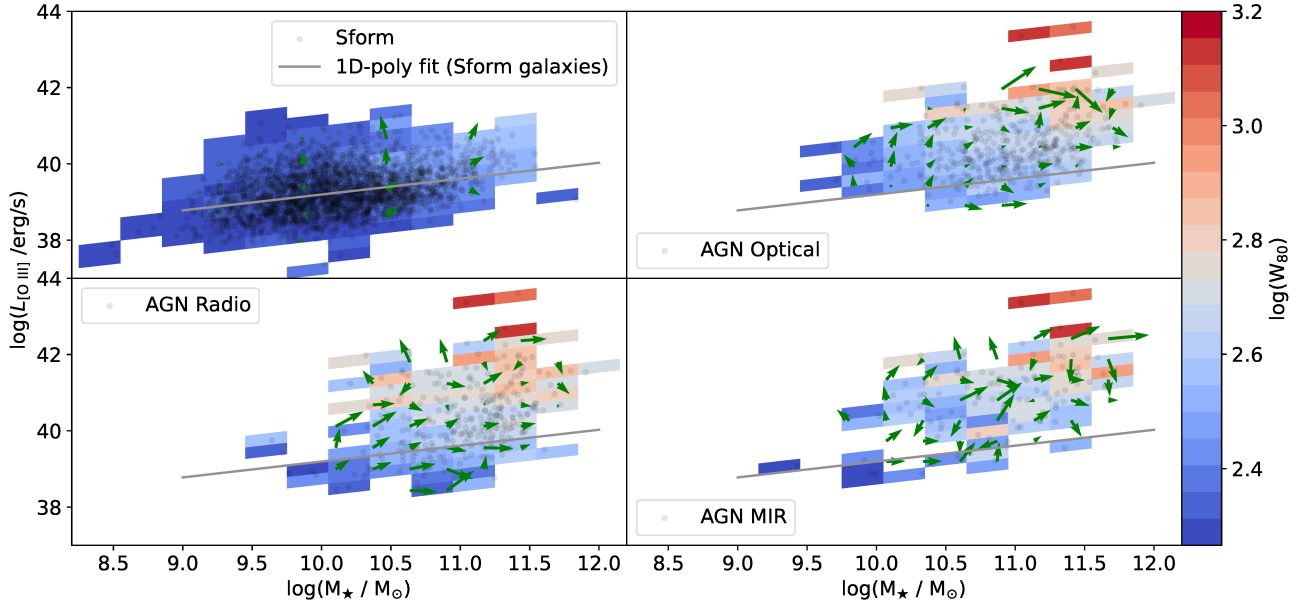 44
42
40
38
Sform
1D-poly fit (Sform galaxies)
AGN Optical
3.2
3.0
2.8
2.6
2.4
log(W80)
log(L[O III] /erg/s)
44
42
40
38
AGN Radio
AGN MIR
8.5 9.0 9.5 10.0 10.5 11.0 11.5 12.0
8.5 9.0 9.5 10.0 10.5 11.0 11.5 12.0
log(M★ / M⊙)
log(M★ / M⊙)